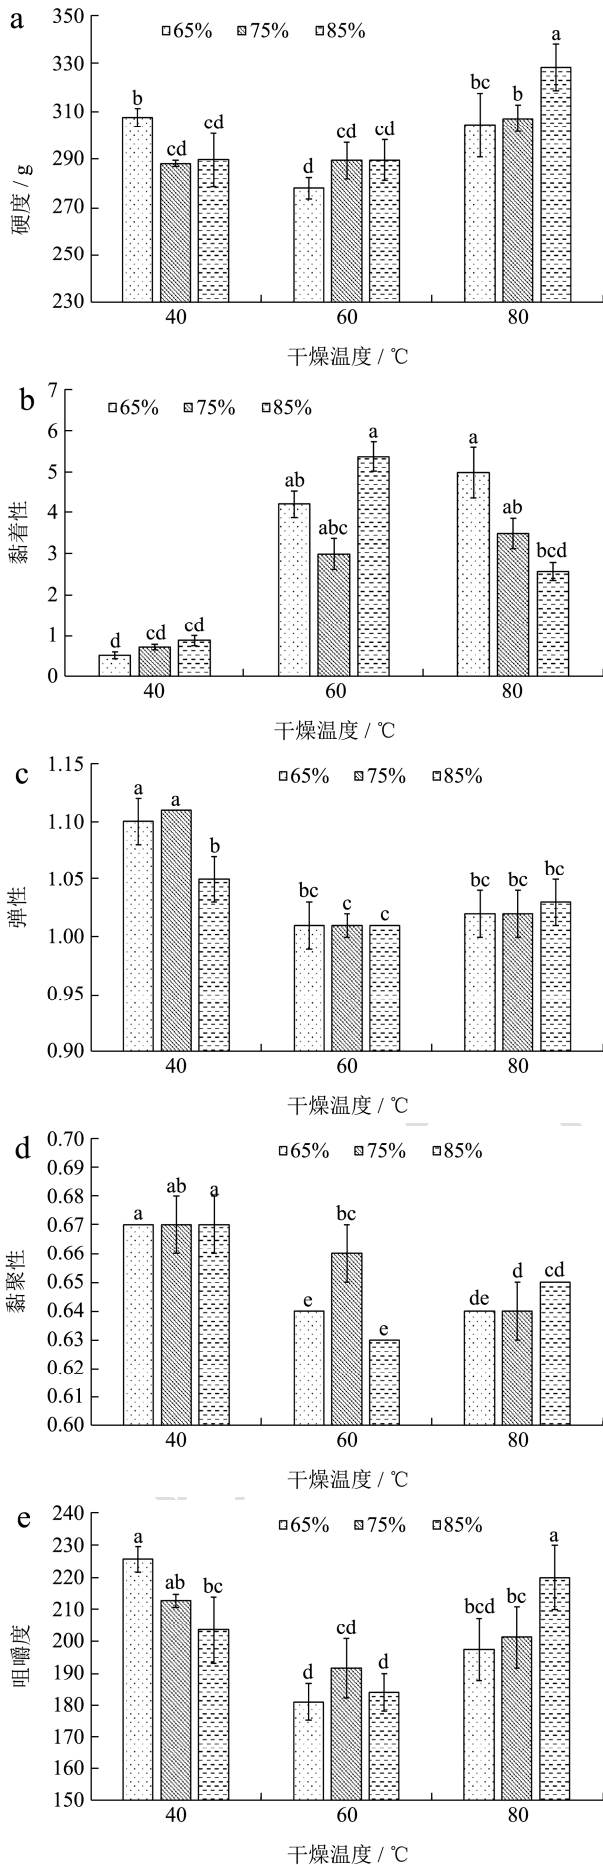 a
350
330
310
290
270
250
230
硬度 / g
65% 75% 85%
b cd cd
d cd cd
bc b a
40 60 80
干燥温度 / ℃
b
7
6
5
4
3
2
1
0
黏着性
65% 75% 85%
d cd cd
ab abc a
a ab bcd
40 60 80
干燥温度 / ℃
c
1.15
1.10
1.05
1.00
0.95
0.90
弹性
65% 75% 85%
a a b
bc c c
bc bc bc
40 60 80
干燥温度 / ℃
d
0.70
0.69
0.68
0.67
0.66
0.65
0.64
0.63
0.62
0.61
0.60
黏聚性
65% 75% 85%
a ab a
e bc e
de d cd
40 60 80
干燥温度 / ℃
e
240
230
220
210
200
190
180
170
160
150
咀嚼度
65% 75% 85%
a ab bc
d cd d
bcd bc a
40 60 80
干燥温度 / ℃